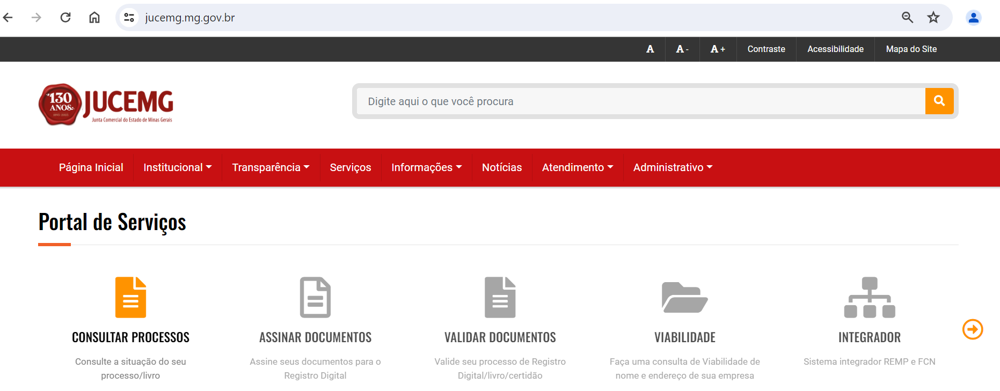 jucemg.mg.gov.br
A
A -
A +
Contraste
Acessibilidade
Mapa do Site
130
ANOS
JUCEMG
Junta Comercial do Estado de Minas Gerais
Digite aqui o que você procura
Página Inicial
Institucional
Transparência
Serviços
Informações
Notícias
Atendimento
Administrativo
Portal de Serviços
CONSULTAR PROCESSOS
Consulte a situação do seu
processo/livro
ASSINAR DOCUMENTOS
Assine seus documentos para o
Registro Digital
VALIDAR DOCUMENTOS
Valide seu processo de Registro
Digital/livro/certidão
VIABILIDADE
Faça uma consulta de Viabilidade de
nome e endereço de sua empresa
INTEGRADOR
Sistema integrador REMP e FCN